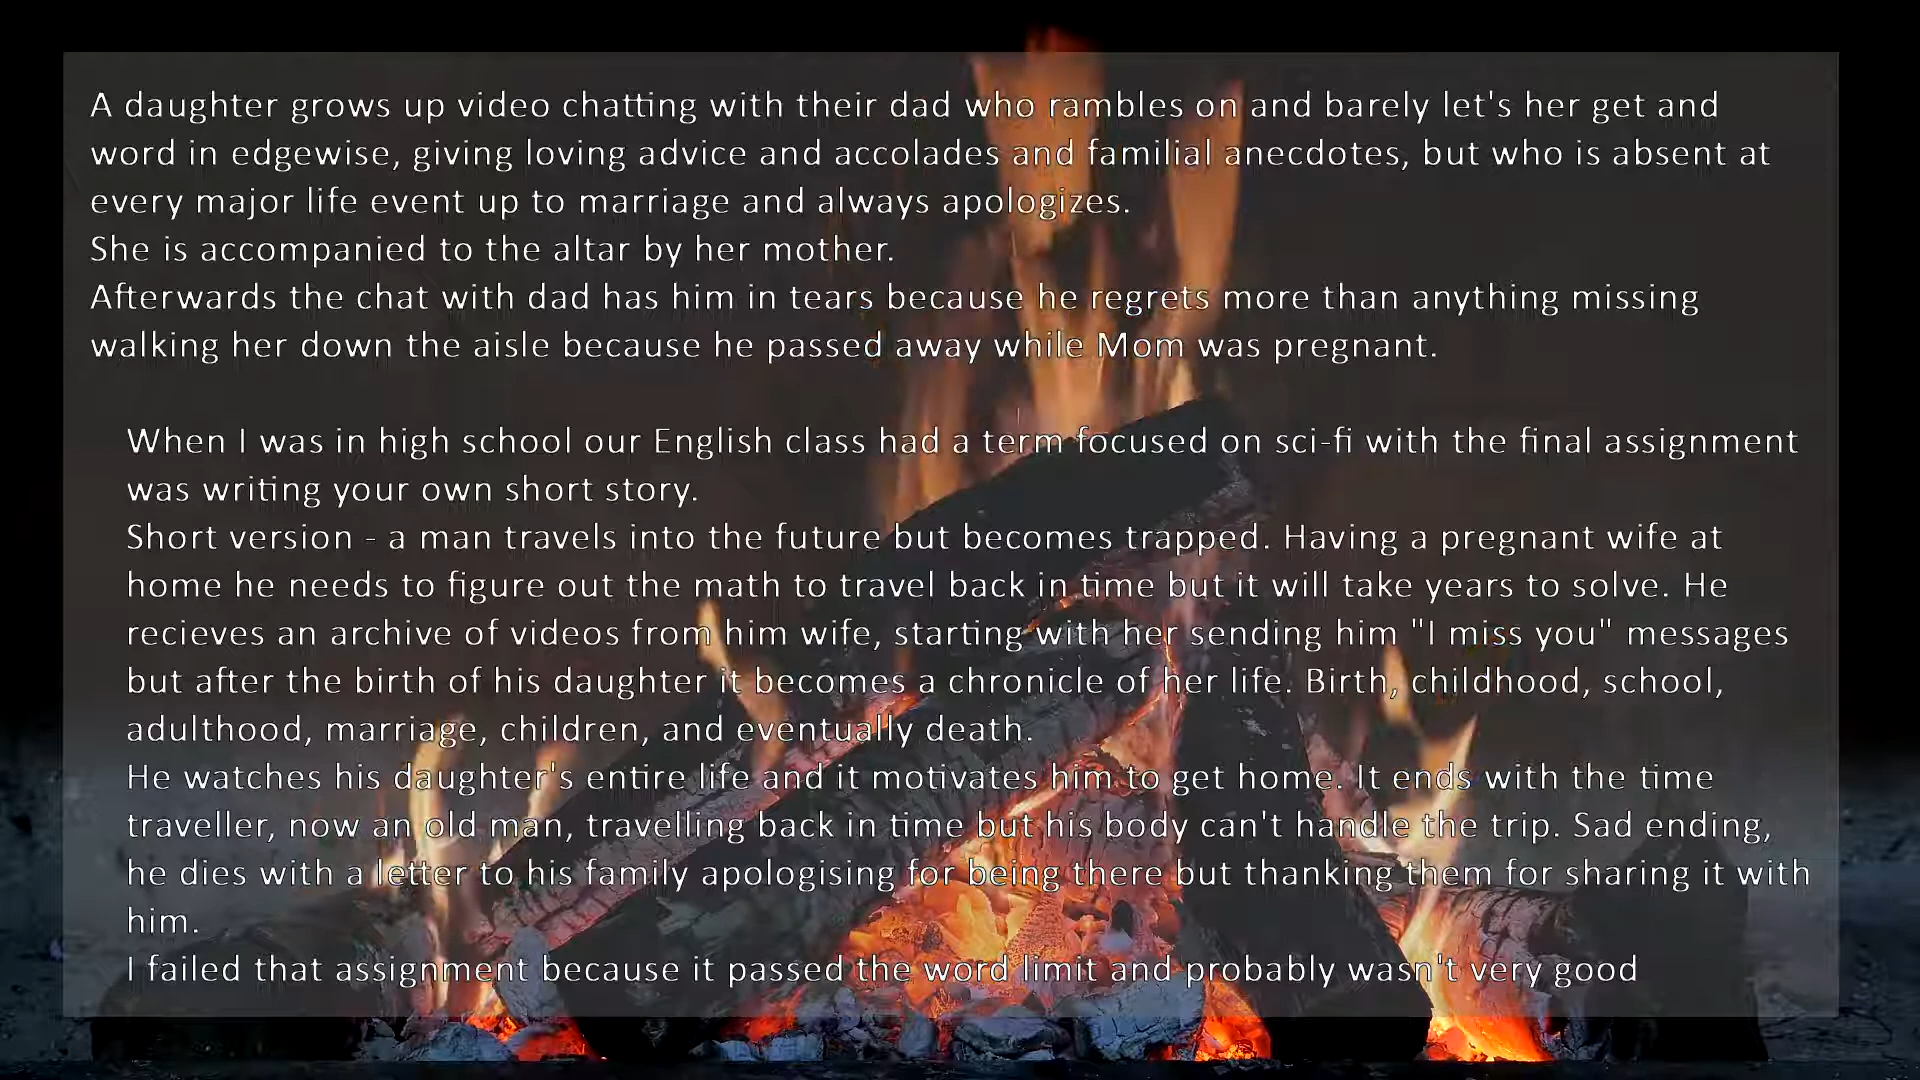 A daughter grows up video chatting with their dad who rambles on and barely let's her get and
word in edgewise, giving loving advice and accolades and familial anecdotes, but who is absent at
every major life event up to marriage and always apologizes.
She is accompanied to the altar by her mother.
Afterwards the chat with dad has him in tears because he regrets more than anything missing
walking her down the aisle because he passed away while Mom was pregnant.
When I was in high school our English class had a term focused on sci-fi with the final assignment
was writing your own short story.
Short version - a man travels into the future but becomes trapped. Having a pregnant wife at
home he needs to figure out the math to travel back in time but it will take years to solve. He
recieves an archive of videos from him wife, starting with her sending him "I miss you" messages
but after the birth of his daughter it becomes a chronicle of her life. Birth, childhood, school,
adulthood, marriage, children, and eventually death.
He watches his daughter's entire life and it motivates him to get home. It ends with the time
traveller, now an old man, travelling back in time but his body can't handle the trip. Sad ending,
he dies with a letter to his family apologising for being there but thanking them for sharing it with
him.
I failed that assignment because it passed the word limit and probably wasn't very good